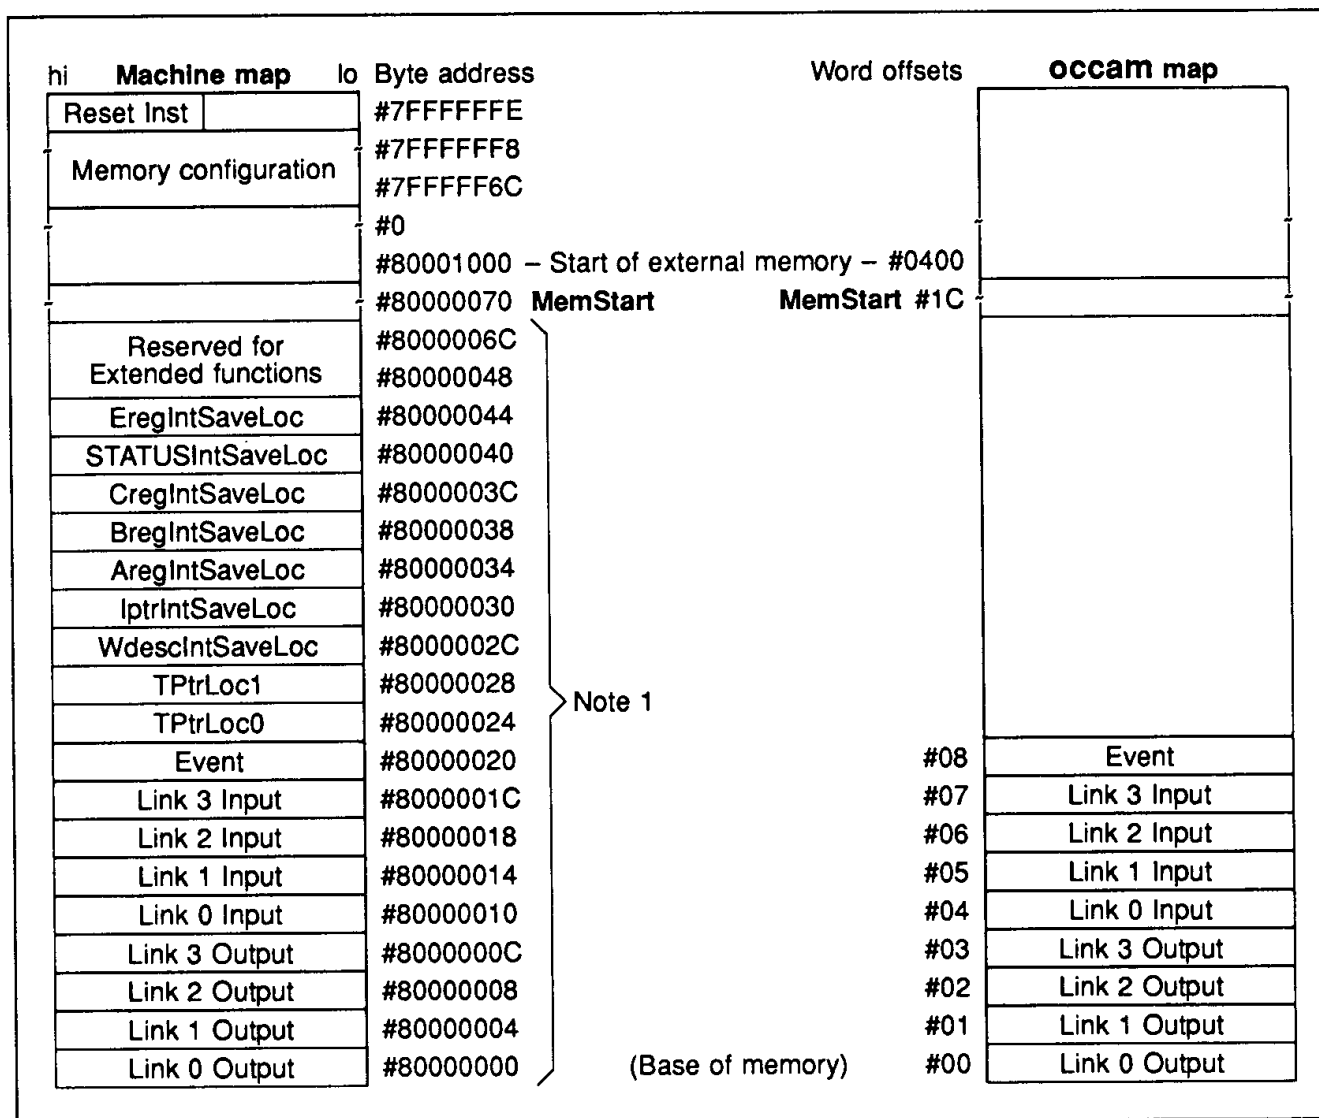 hi Machine map lo Byte address Word offsets occam map
Reset Inst #7FFFFFFE
#7FFFFFF8
Memory configuration
#7FFFFF6C
#0
#80001000 – Start of external memory – #0400
#80000070 MemStart MemStart #1C
Reserved for #8000006C
Extended functions #80000048
EregIntSaveLoc #80000044
STATUSIntSaveLoc #80000040
CregIntSaveLoc #8000003C
BregIntSaveLoc #80000038
AregIntSaveLoc #80000034
IptrIntSaveLoc #80000030
WdescIntSaveLoc #8000002C
TPtrLoc1 #80000028
Note 1
TPtrLoc0 #80000024
Event #80000020 #08 Event
Link 3 Input #8000001C #07 Link 3 Input
Link 2 Input #80000018 #06 Link 2 Input
Link 1 Input #80000014 #05 Link 1 Input
Link 0 Input #80000010 #04 Link 0 Input
Link 3 Output #8000000C #03 Link 3 Output
Link 2 Output #80000008 #02 Link 2 Output
Link 1 Output #80000004 #01 Link 1 Output
Link 0 Output #80000000 (Base of memory) #00 Link 0 Output